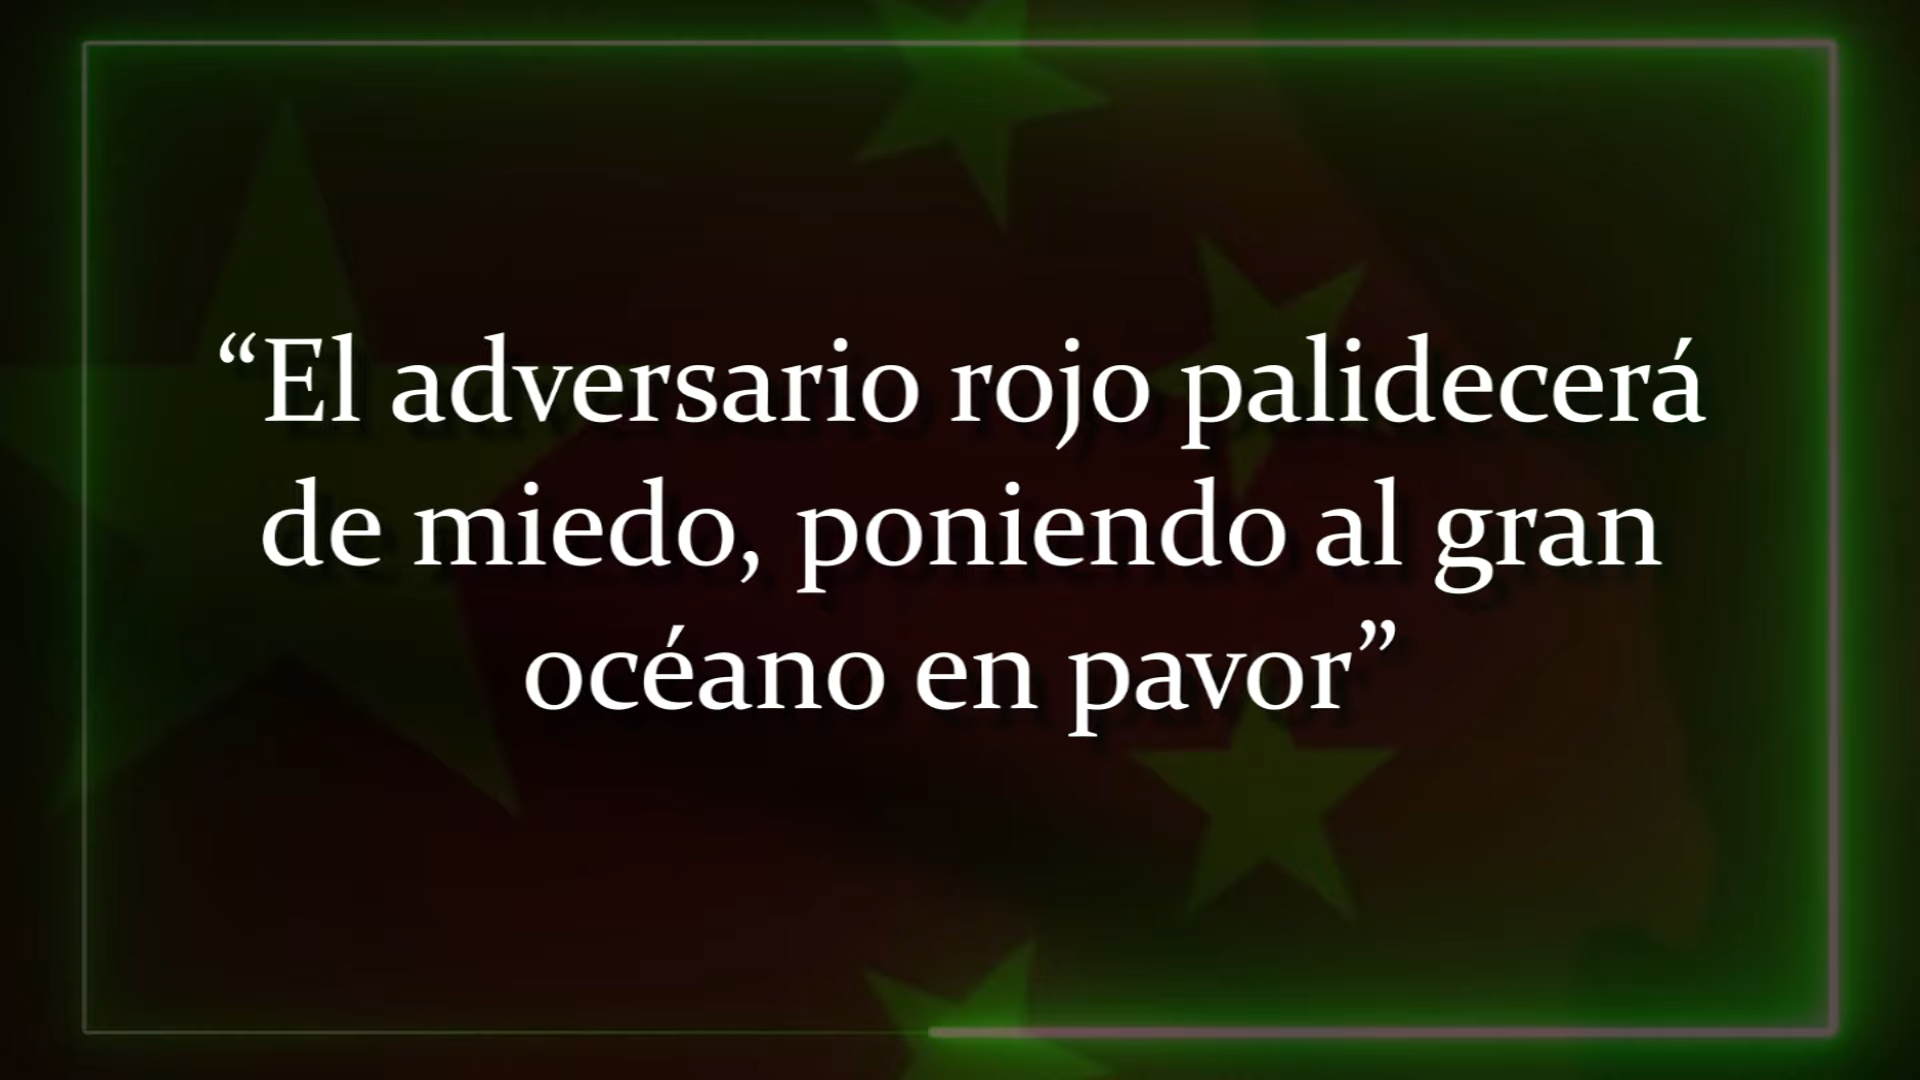 “El adversario rojo palidecerá
de miedo, poniendo al gran
océano en pavor”